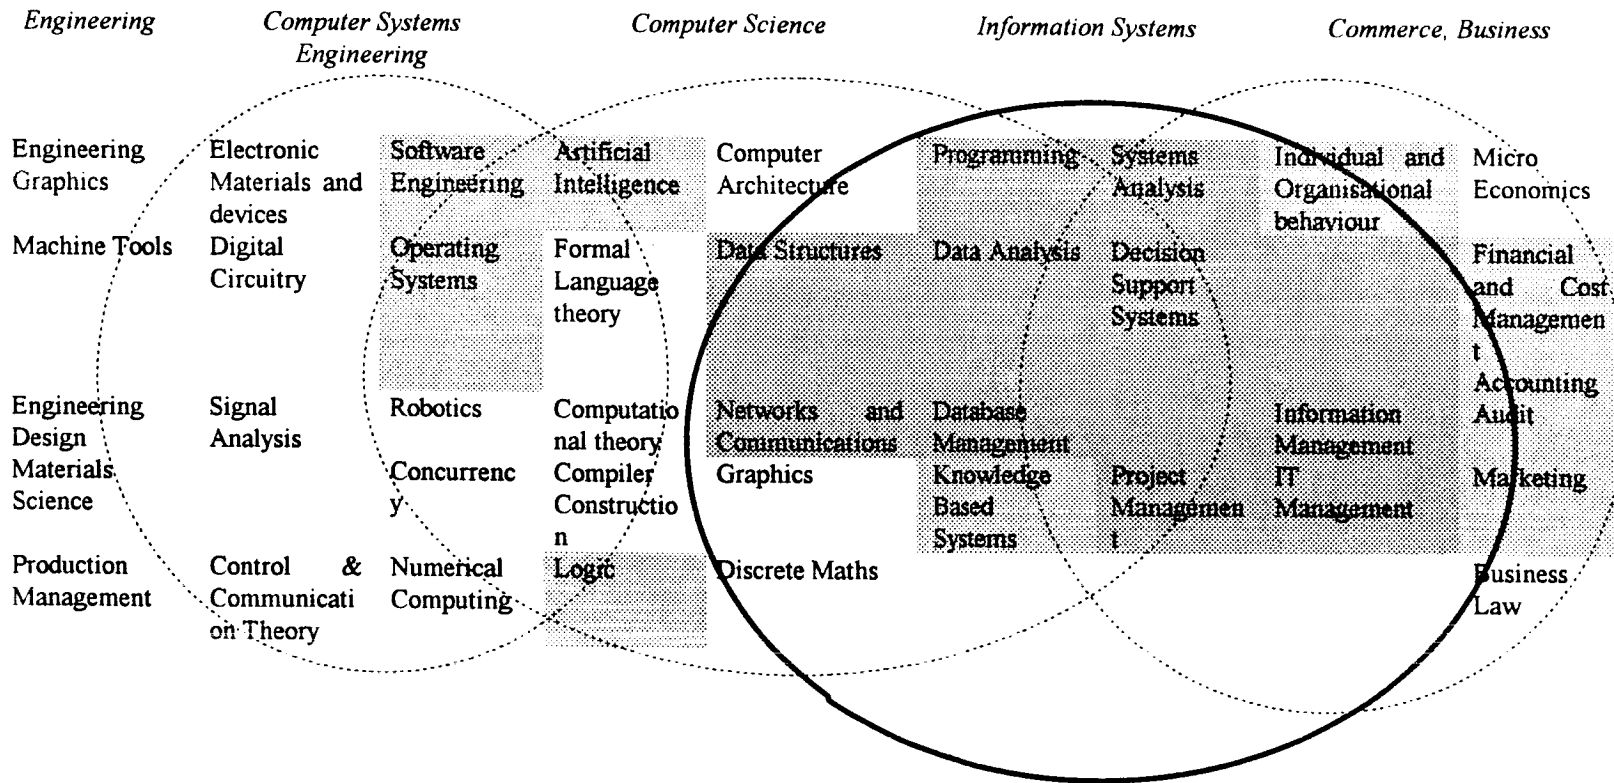 Engineering
Computer Systems
Engineering
Computer Science
Information Systems
Commerce, Business
Engineering
Graphics
Electronic
Materials and
devices
Software
Engineering
Artificial
Intelligence
Computer
Architecture
Programming
Systems
Analysis
Individual and
Organisational
behaviour
Micro
Economics
Machine Tools
Digital
Circuitry
Operating
Systems
Formal
Language
theory
Data Structures
Data Analysis
Decision
Support
Systems
Financial
and Cost
Managemen
t
Accounting
Engineering
Design
Signal
Analysis
Robotics
Computatio
nal theory
Networks and
Communications
Database
Management
Information
Management
Audit
Materials
Science
Concurrenc
y
Compiler
Constructio
n
Graphics
Knowledge
Based
Systems
Project
Managemen
t
IT
Management
Marketing
Production
Management
Control &
Communicati
on Theory
Numerical
Computing
Logic
Discrete Maths
Business
Law